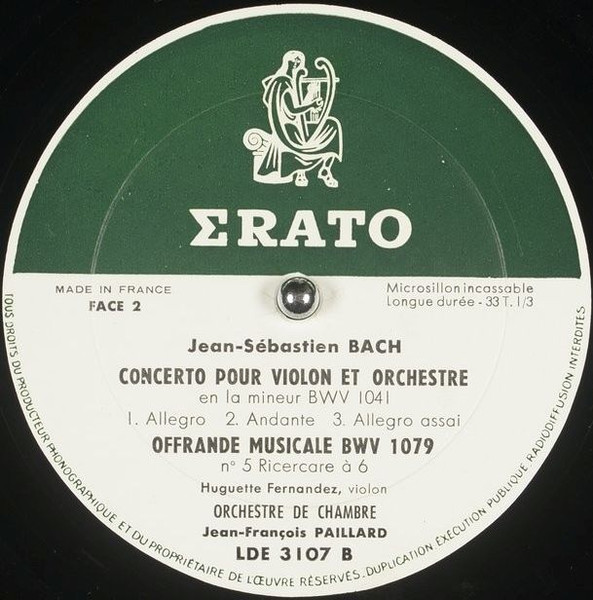 ΣRATO
MADE IN FRANCE
FACE 2
Microsillon incassable
Longue durée - 33 T. 1/3
Jean-Sébastien BACH
CONCERTO POUR VIOLON ET ORCHESTRE
en la mineur BWV 1041
1. Allegro 2. Andante 3. Allegro assai
OFFRANDE MUSICALE BWV 1079
n° 5 Ricercare à 6
Huguette Fernandez, violon
ORCHESTRE DE CHAMBRE
Jean-François PAILLARD
LDE 3107 B
TOUS DROITS DU PRODUCTEUR PHONOGRAPHIQUE ET DU PROPRIÉTAIRE DE L'ŒUVRE RÉSERVÉS. DUPLICATION, EXÉCUTION PUBLIQUE RADIODIFFUSION INTERDITES